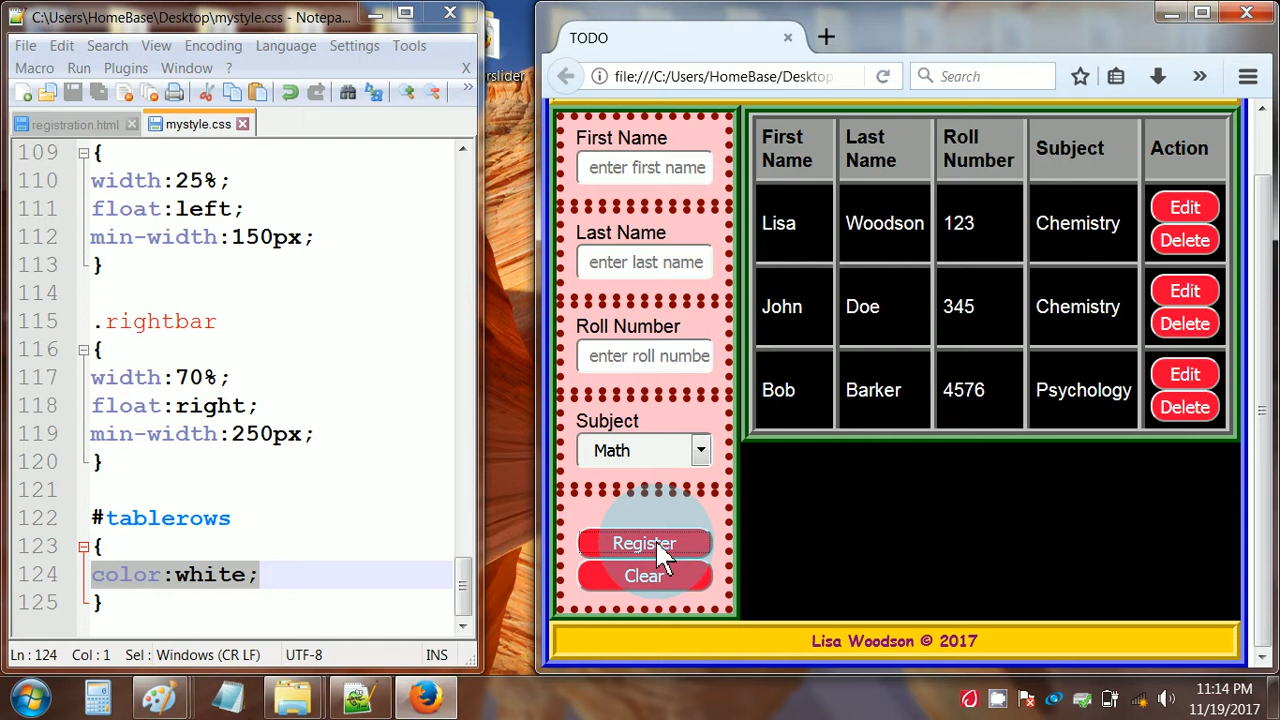 C:\Users\HomeBase\Desktop\mystyle.css - Notepa...
File Edit Search View Encoding Language Settings Tools
Macro Run Plugins Window ? X
registration.html mystyle.css
109 {
110 width:25%;
111 float:left;
112 min-width:150px;
113 }
114
115 .rightbar
116 {
117 width:70%;
118 float:right;
119 min-width:250px;
120 }
121
122 #tablerows
123 {
124 color:white;
125 }
Ln : 124 Col : 1 Sel : Windows (CR LF) UTF-8 INS
rslider
TODO
file:///C:/Users/HomeBase/Desktop
Search
First Name
enter first name
Last Name
enter last name
Roll Number
enter roll numbe
Subject
Math
Register
Clear
First Name Last Name Roll Number Subject Action
Lisa Woodson 123 Chemistry Edit Delete
John Doe 345 Chemistry Edit Delete
Bob Barker 4576 Psychology Edit Delete
Lisa Woodson © 2017
11:14 PM
11/19/2017